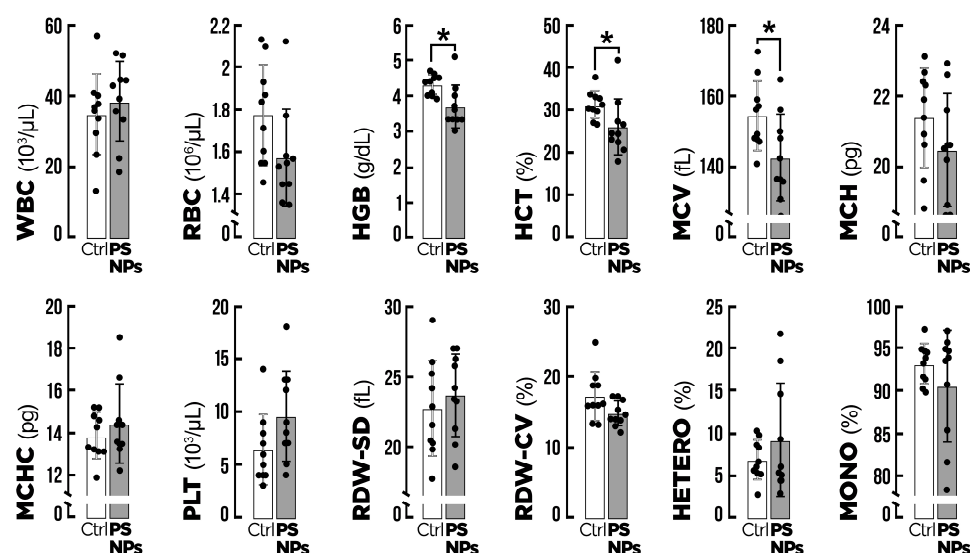 WBC (10³/μL)
60
40
20
0
Ctrl PS
NPs
RBC (10⁶/μL)
2.2
2
1.8
1.6
1.4
0
Ctrl PS
NPs
HGB (g/dL)
6
5
4
3
2
1
0
*
Ctrl PS
NPs
HCT (%)
50
40
30
20
10
0
*
Ctrl PS
NPs
MCV (fL)
180
160
140
0
*
Ctrl PS
NPs
MCH (pg)
24
22
20
0
Ctrl PS
NPs
MCHC (pg)
20
18
16
14
12
0
Ctrl PS
NPs
PLT (10³/μL)
20
15
10
5
0
Ctrl PS
NPs
RDW-SD (fL)
30
25
20
0
Ctrl PS
NPs
RDW-CV (%)
30
20
10
0
Ctrl PS
NPs
HETERO (%)
25
20
15
10
5
0
Ctrl PS
NPs
MONO (%)
100
95
90
85
80
0
Ctrl PS
NPs